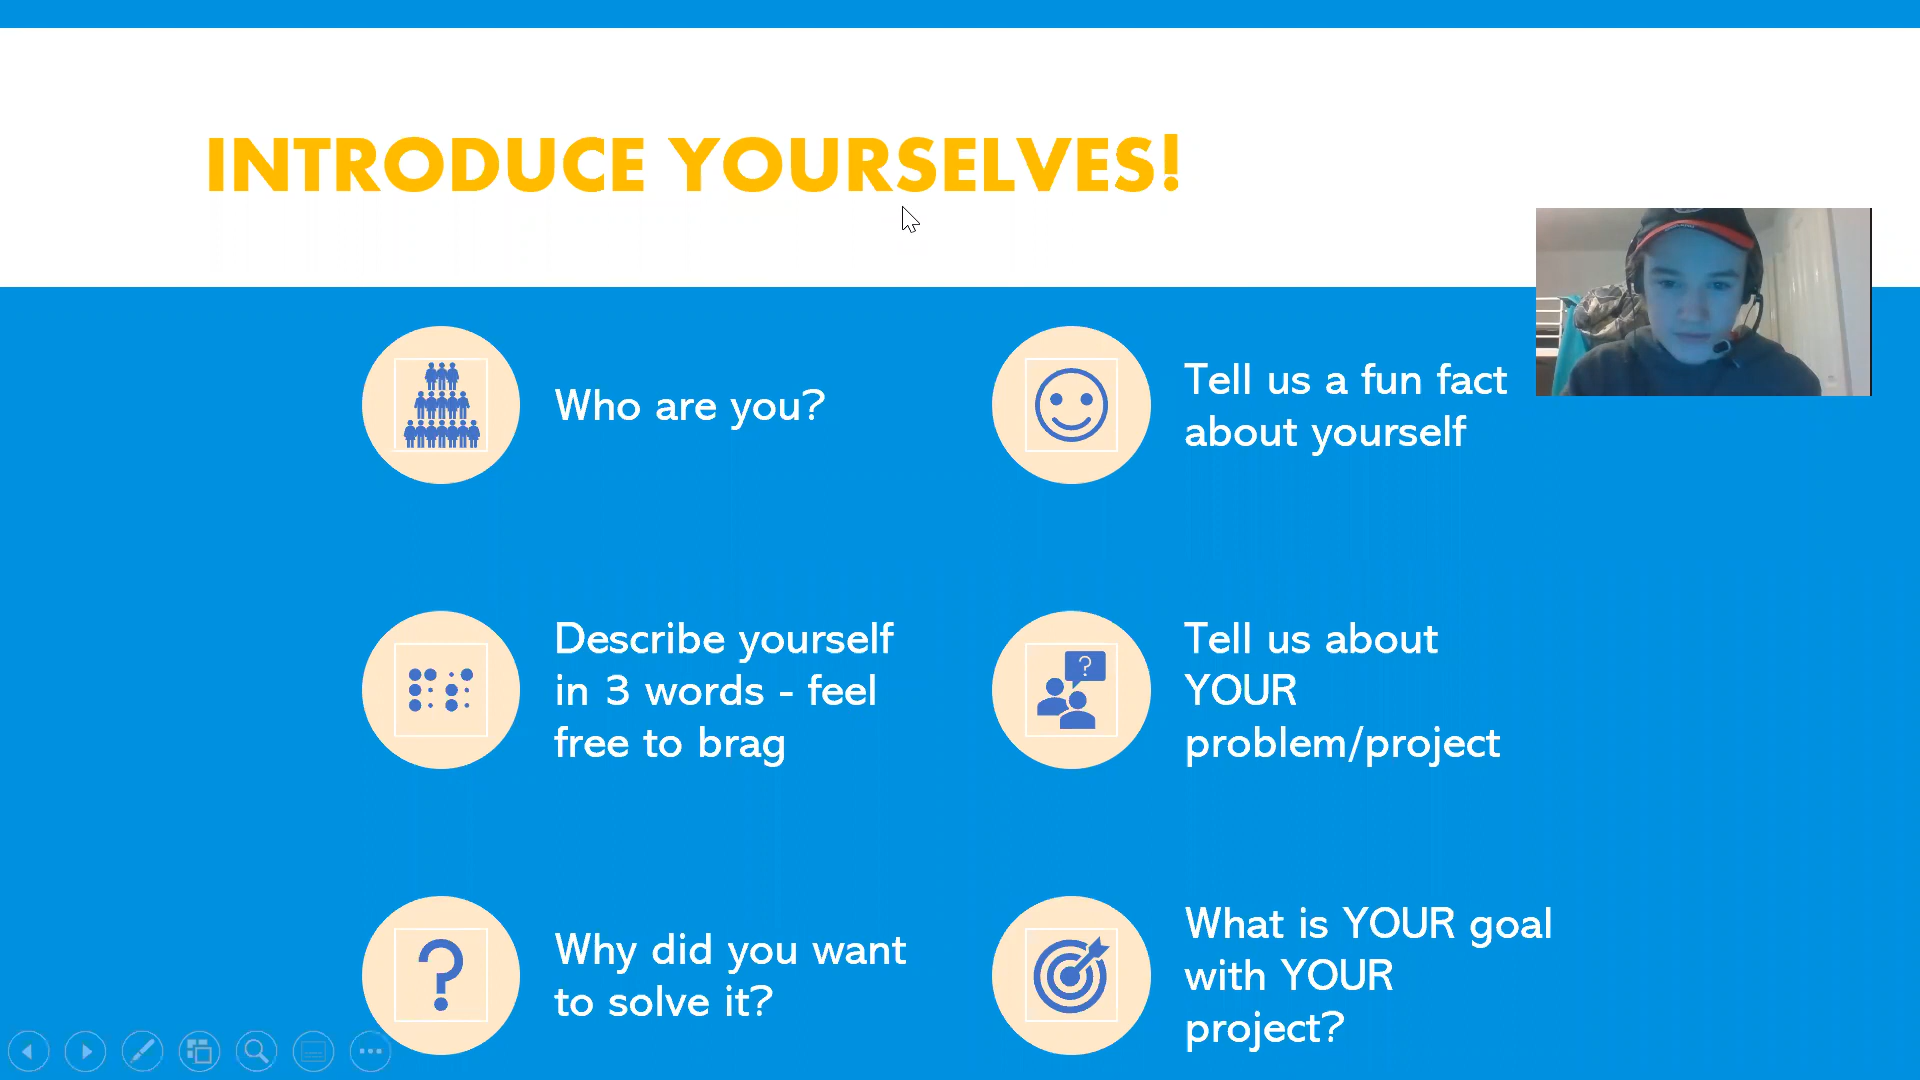 INTRODUCE YOURSELVES!
Who are you?
Tell us a fun fact
about yourself
Describe yourself
in 3 words - feel
free to brag
?
Tell us about
YOUR
problem/project
?
Why did you want
to solve it?
What is YOUR goal
with YOUR
project?